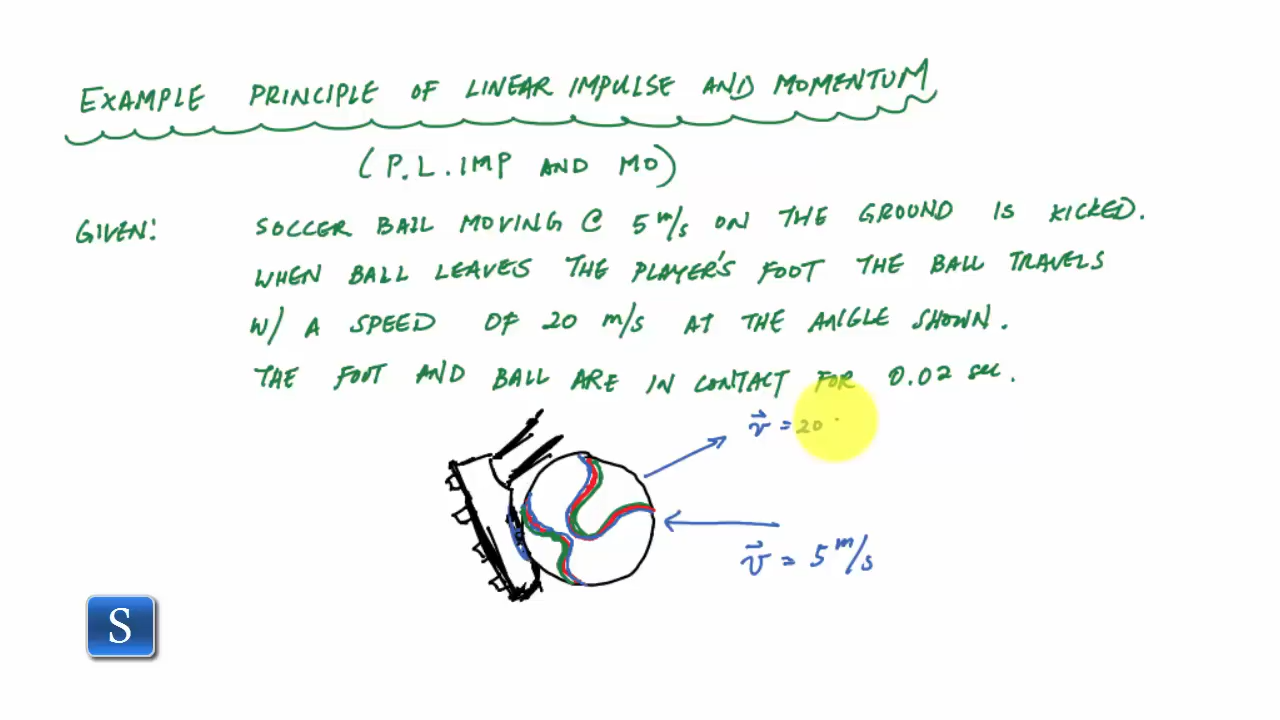 EXAMPLE PRINCIPLE OF LINEAR IMPULSE AND MOMENTUM
(P.L.IMP AND MO)
GIVEN: SOCCER BALL MOVING @ 5 m/s ON THE GROUND IS KICKED.
WHEN BALL LEAVES THE PLAYER'S FOOT THE BALL TRAVELS
W/ A SPEED OF 20 m/s AT THE ANGLE SHOWN.
THE FOOT AND BALL ARE IN CONTACT FOR 0.02 sec.
v⃗ = 20
v⃗ = 5 m/s
S